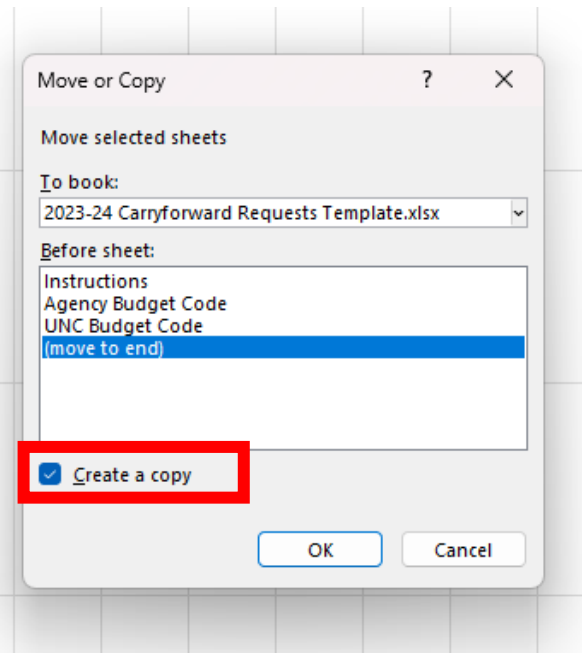 Move or Copy ?
Move selected sheets
To book:
2023-24 Carryforward Requests Template.xlsx
Before sheet:
Instructions
Agency Budget Code
UNC Budget Code
(move to end)
Create a copy
OK Cancel